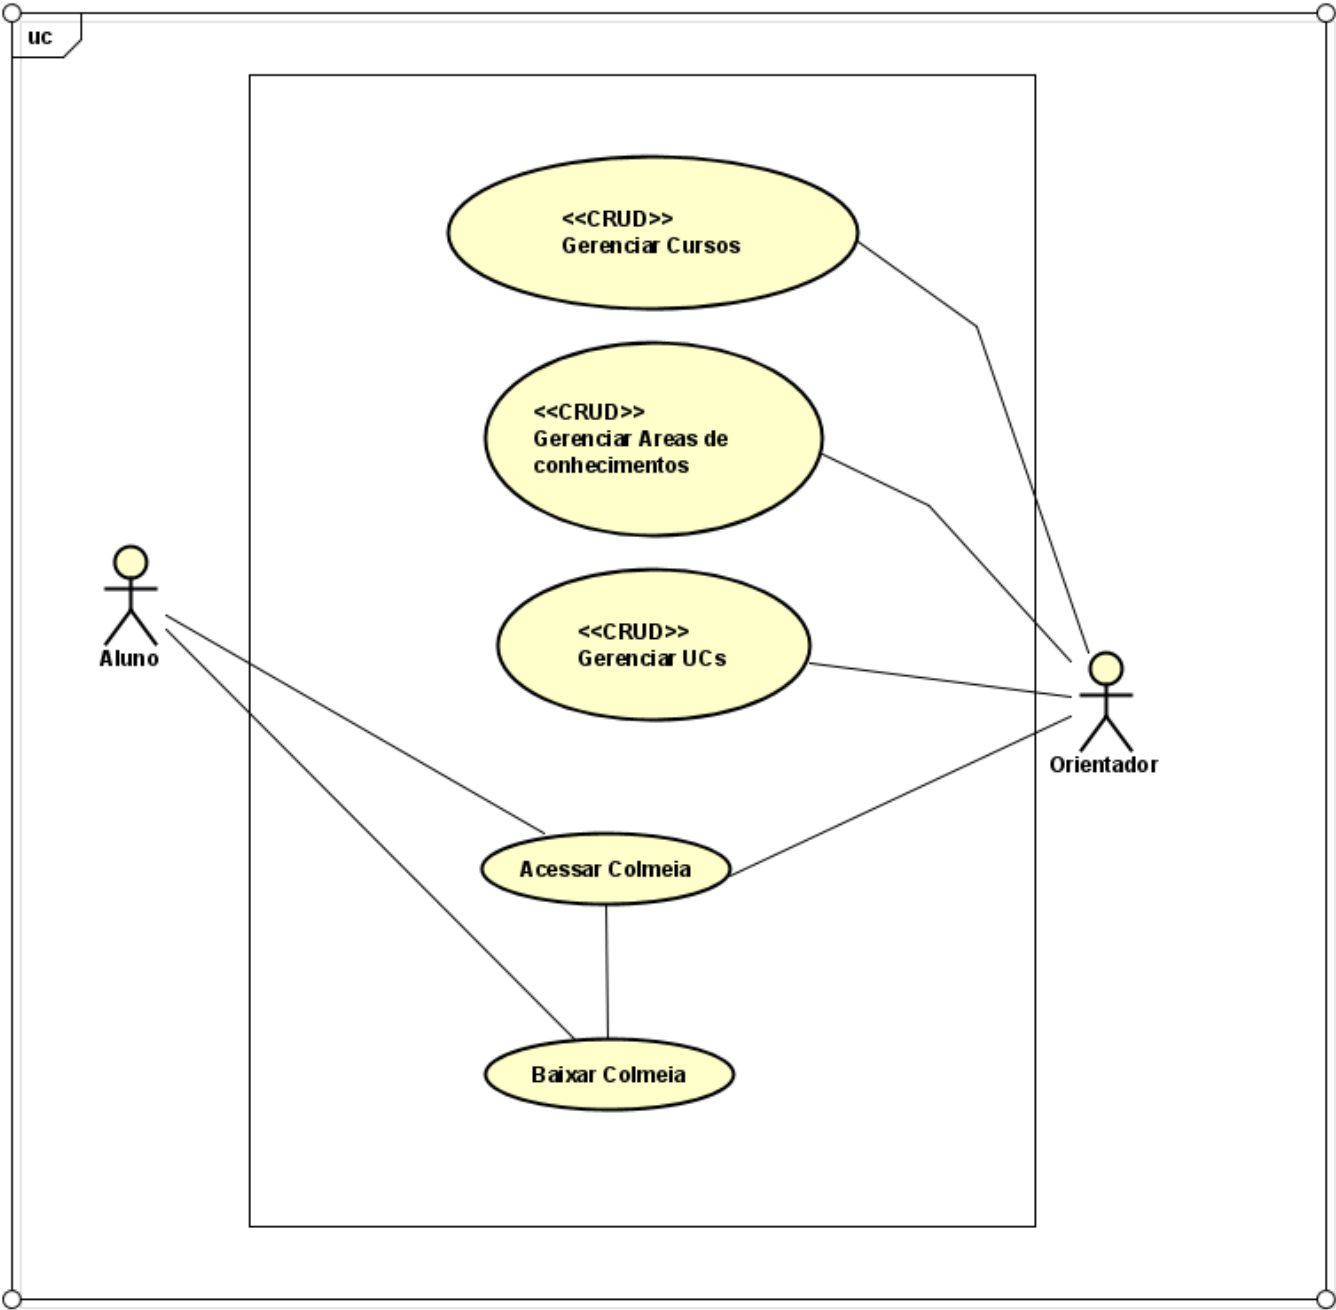 uc
<<CRUD>>
Gerenciar Cursos
<<CRUD>>
Gerenciar Areas de
conhecimentos
<<CRUD>>
Gerenciar UCs
Aluno
Orientador
Acessar Colmeia
Baixar Colmeia